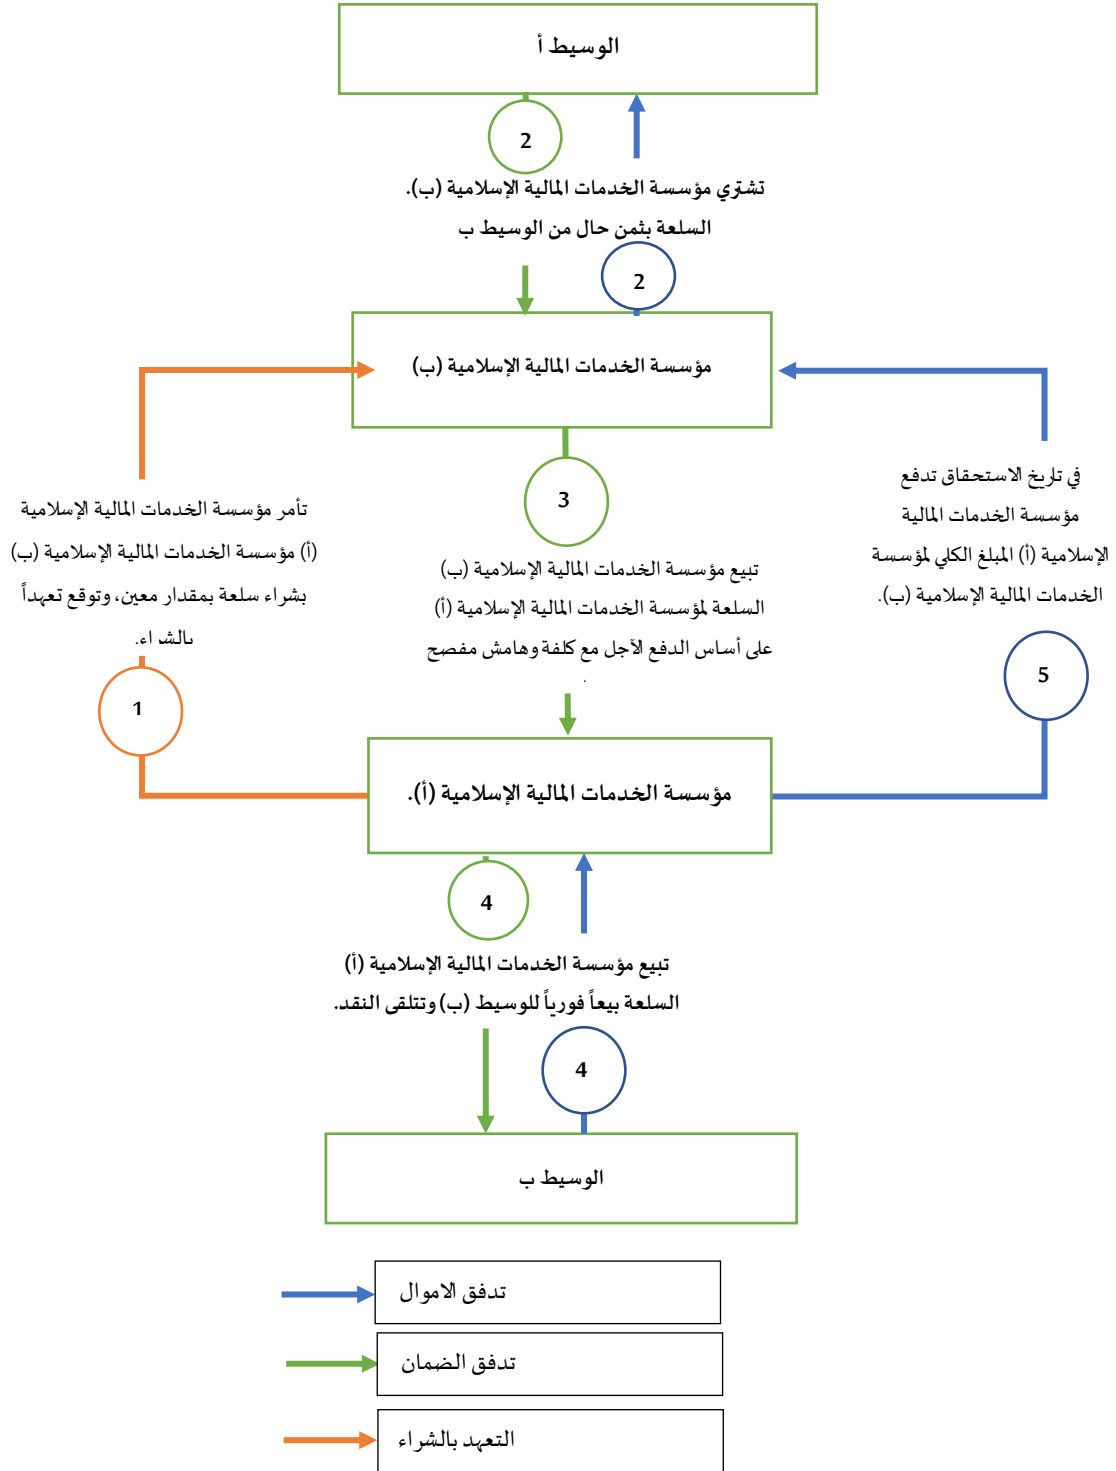 الوسيط أ
2
تشتري مؤسسة الخدمات المالية الإسلامية (ب).
السلعة بثمن حال من الوسيط ب
2
مؤسسة الخدمات المالية الإسلامية (ب)
تأمر مؤسسة الخدمات المالية الإسلامية
(أ) مؤسسة الخدمات المالية الإسلامية (ب)
بشراء سلعة بمقدار معين، وتوقع تعهداً
بالشراء.
1
3
تبيع مؤسسة الخدمات المالية الإسلامية (ب)
السلعة لمؤسسة الخدمات المالية الإسلامية (أ)
على أساس الدفع الآجل مع كلفة وهامش مفصح
.
في تاريخ الاستحقاق تدفع
مؤسسة الخدمات المالية
الإسلامية (أ) المبلغ الكلي لمؤسسة
الخدمات المالية الإسلامية (ب).
5
مؤسسة الخدمات المالية الإسلامية (أ).
4
تبيع مؤسسة الخدمات المالية الإسلامية (أ)
السلعة بيعاً فورياً للوسيط (ب) وتتلقى النقد.
4
الوسيط ب
تدفق الاموال
تدفق الضمان
التعهد بالشراء